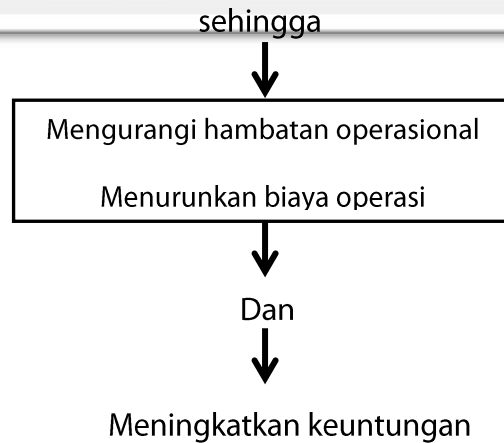 sehingga
Mengurangi hambatan operasional
Menurunkan biaya operasi
Dan
Meningkatkan keuntungan